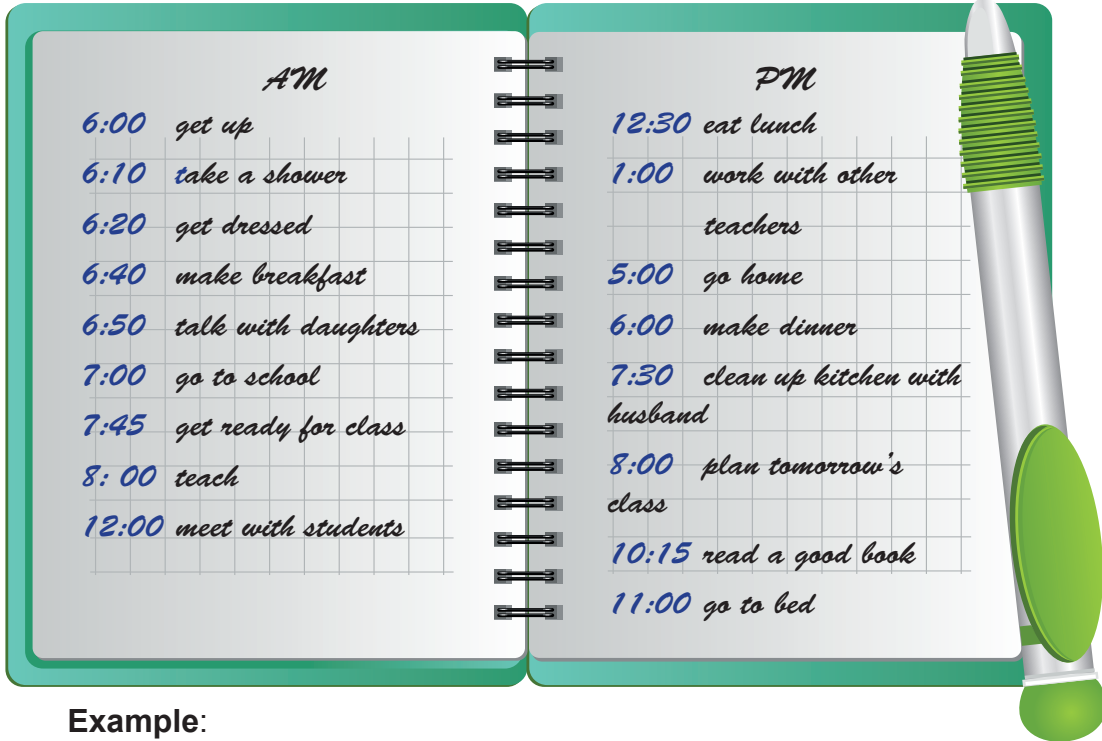 AM
6:00 get up
6:10 take a shower
6:20 get dressed
6:40 make breakfast
6:50 talk with daughters
7:00 go to school
7:45 get ready for class
8: 00 teach
12:00 meet with students
PM
12:30 eat lunch
1:00 work with other
teachers
5:00 go home
6:00 make dinner
7:30 clean up kitchen with
husband
8:00 plan tomorrow's
class
10:15 read a good book
11:00 go to bed
Example: